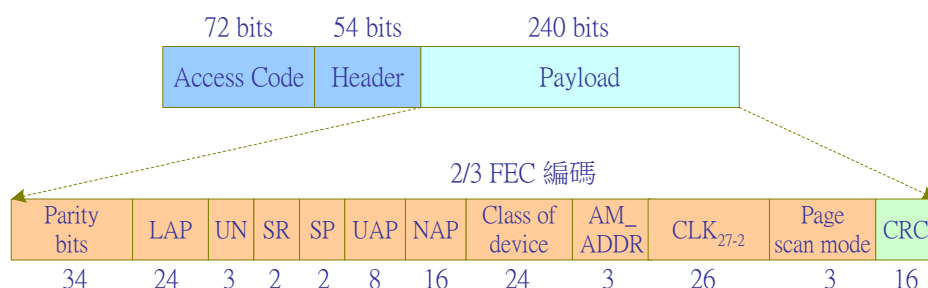 72 bits 54 bits 240 bits
Access Code Header Payload
2/3 FEC 編碼
Parity bits LAP UN SR SP UAP NAP Class of device AM_ADDR CLK27-2 Page scan mode CRC
34 24 3 2 2 8 16 24 3 26 3 16